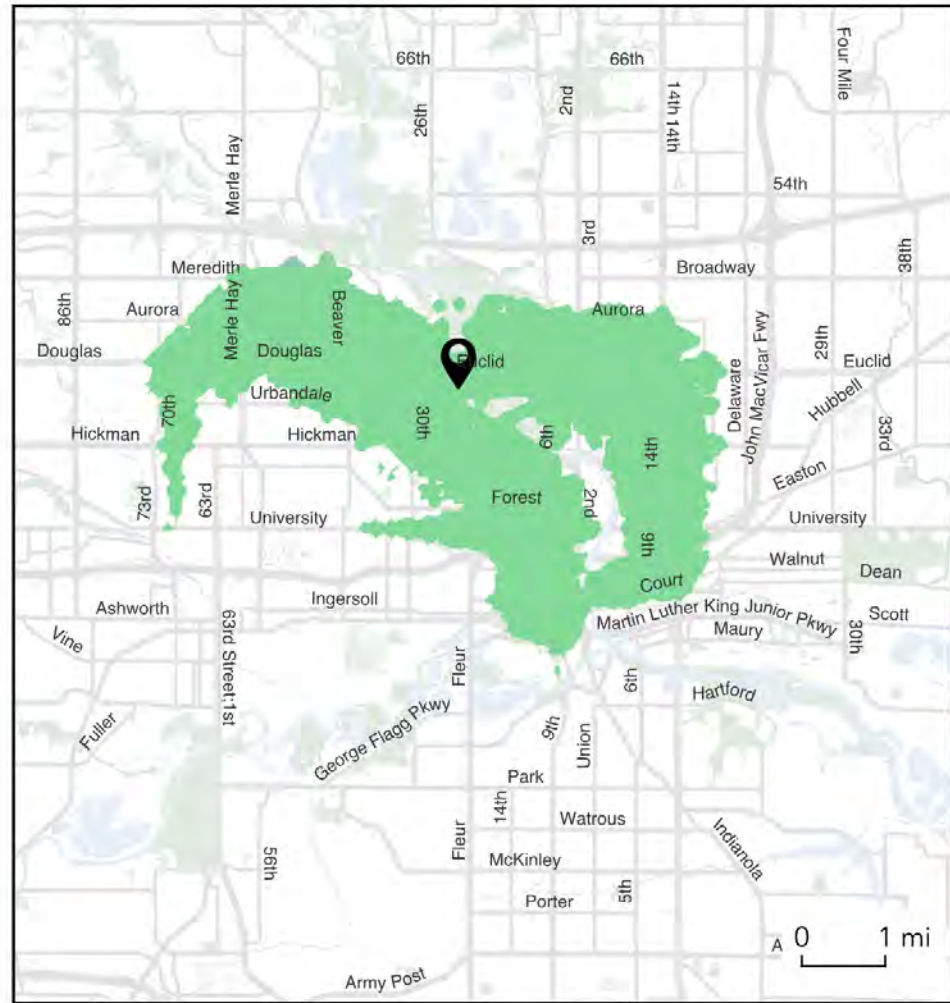 66th
66th
Four Mile
26th
2nd
14th 14th
Merle Hay
54th
3rd
38th
Meredith
Broadway
86th
Aurora
Merle Hay
Beaver
Aurora
Douglas
Douglas
Euclid
29th
Euclid
John MacVicar Fwy
Delaware
Hubbell
Urbandale
70th
30th
Hickman
Hickman
6th
14th
33rd
Easton
73rd
63rd
Forest
2nd
University
University
9th
Walnut
Dean
Court
Ashworth
Ingersoll
Martin Luther King Junior Pkwy
Scott
Maury
30th
Vine
63rd Street;1st
Fleur
6th
Hartford
Fuller
George Flagg Pkwy
9th
Union
Park
14th
Watrous
Fleur
Indianola
56th
McKinley
5th
Porter
A
0 1 mi
Army Post